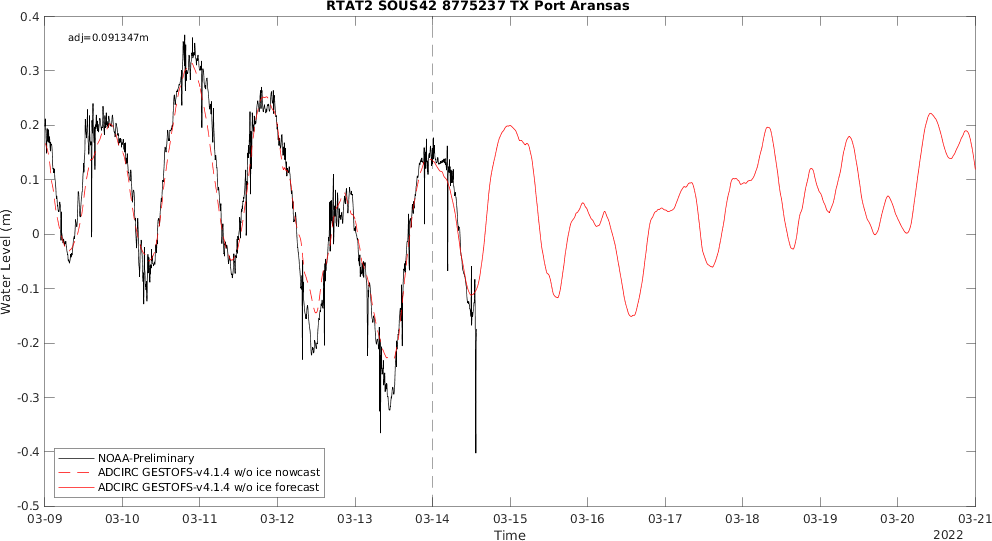 RTAT2 SOUS42 8775237 TX Port Aransas
adj=0.091347m
0.4
0.3
0.2
0.1
0
-0.1
-0.2
-0.3
-0.4
-0.5
Water Level (m)
NOAA-Preliminary
ADCIRC GESTOFS-v4.1.4 w/o ice nowcast
ADCIRC GESTOFS-v4.1.4 w/o ice forecast
03-09 03-10 03-11 03-12 03-13 03-14 03-15 03-16 03-17 03-18 03-19 03-20 03-21
Time
2022